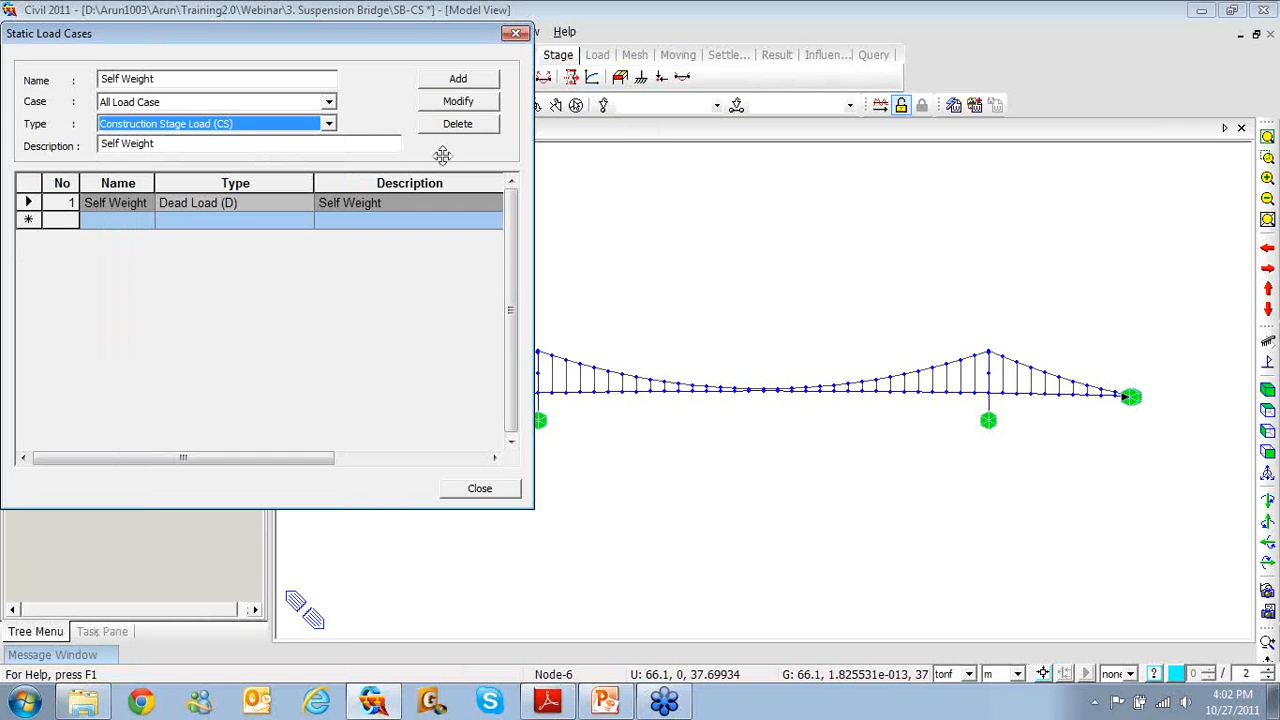 Civil 2011 - [D:\Arun1003\Arun\Training2.0\Webinar\3. Suspension Bridge\SB-CS *] - [Model View]
Static Load Cases
Help
Stage Load Mesh Moving Settle... Result Influen... Query
Name : Self Weight Add
Case : All Load Case Modify
Type : Construction Stage Load (CS) Delete
Description : Self Weight
No Name Type Description
1 Self Weight Dead Load (D) Self Weight
*
Close
Tree Menu Task Pane
Message Window
For Help, press F1 Node-6 U: 66.1, 0, 37.69934 G: 66.1, 1.825531e-013, 37 tonf m non 0 / 2
4:02 PM
10/27/2011